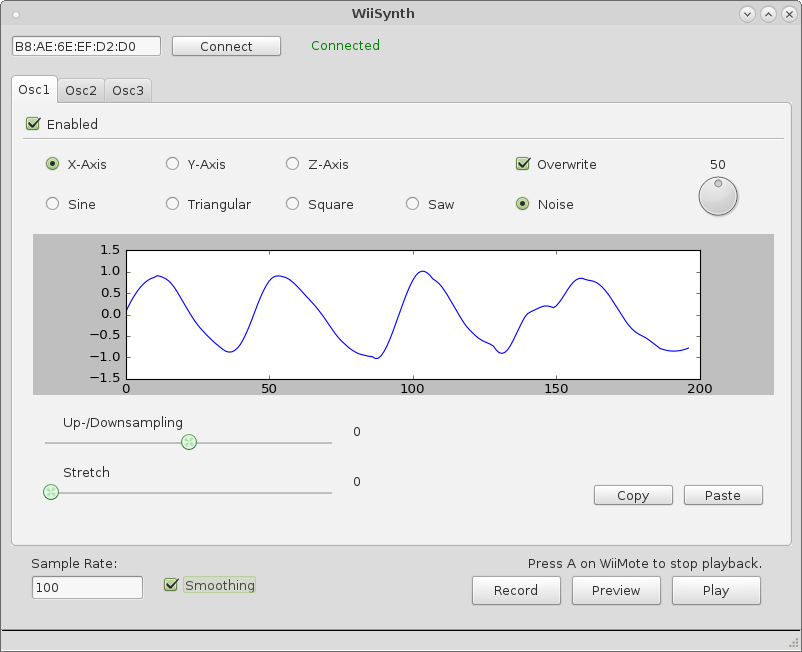 WiiSynth
B8:AE:6E:EF:D2:D0 Connect Connected
Osc1 Osc2 Osc3
Enabled
X-Axis Y-Axis Z-Axis Overwrite 50
Sine Triangular Square Saw Noise
1.5
1.0
0.5
0.0
−0.5
−1.0
−1.5
0 50 100 150 200
Up-/Downsampling
0
Stretch
0
Copy Paste
Sample Rate: Press A on WiiMote to stop playback.
100 Smoothing Record Preview Play